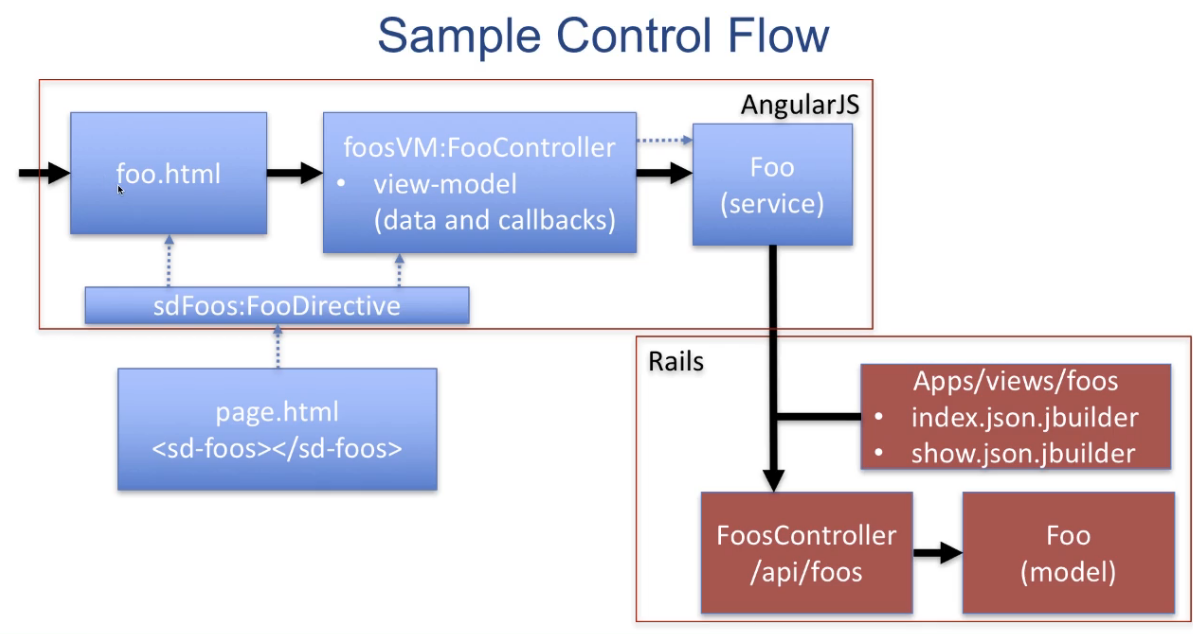 Sample Control Flow
AngularJS
foo.html
foosVM:FooController
• view-model
(data and callbacks)
Foo
(service)
sdFoos:FooDirective
page.html
<sd-foos></sd-foos>
Rails
Apps/views/foos
• index.json.jbuilder
• show.json.jbuilder
FoosController
/api/foos
Foo
(model)